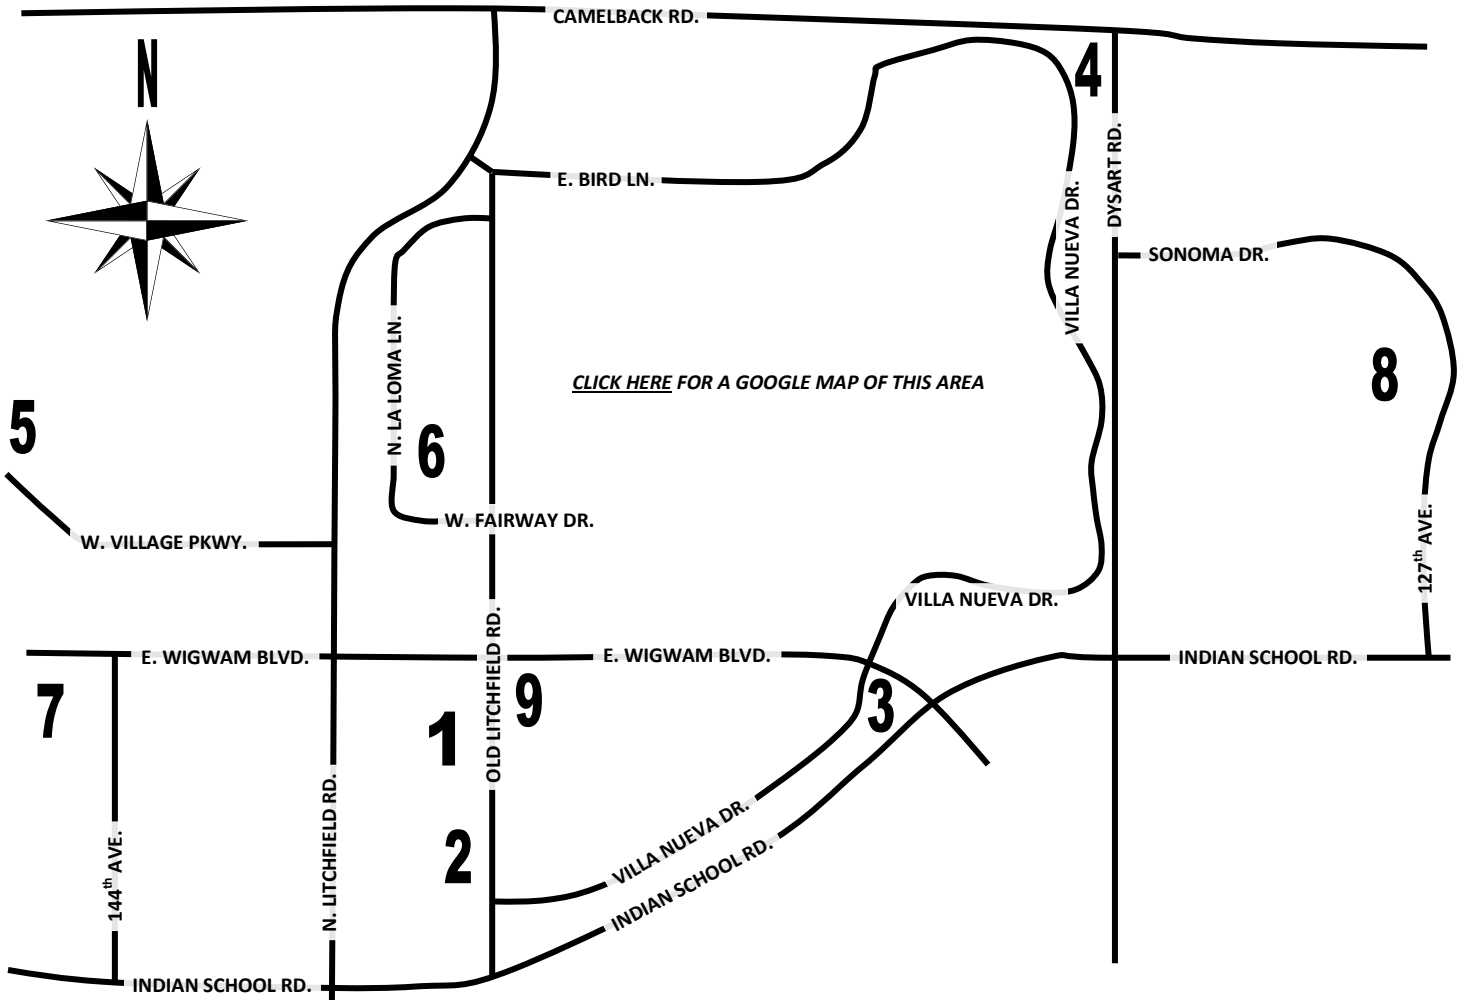 CAMELBACK RD.
N
4
DYSART RD.
E. BIRD LN.
VILLA NUEVA DR.
SONOMA DR.
N. LA LOMA LN.
CLICK HERE FOR A GOOGLE MAP OF THIS AREA
8
5
6
W. FAIRWAY DR.
W. VILLAGE PKWY.
127th AVE.
VILLA NUEVA DR.
OLD LITCHFIELD RD.
E. WIGWAM BLVD.
E. WIGWAM BLVD.
INDIAN SCHOOL RD.
7
9
3
1
N. LITCHFIELD RD.
2
VILLA NUEVA DR.
144th AVE.
INDIAN SCHOOL RD.
INDIAN SCHOOL RD.